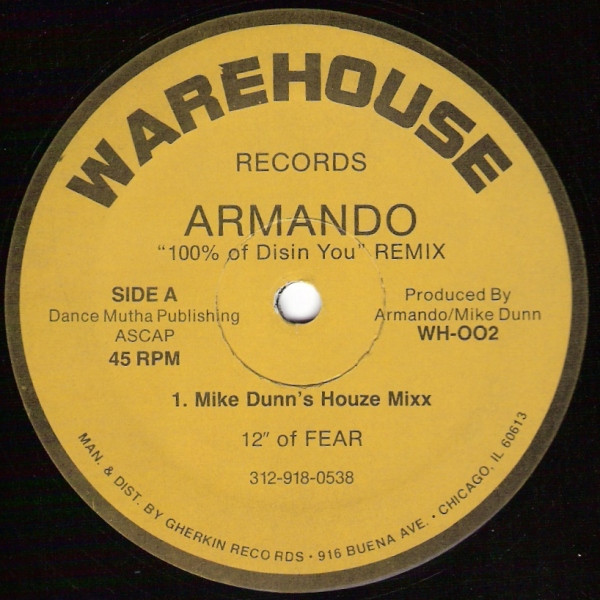 WAREHOUSE
RECORDS
ARMANDO
“100% of Disin You” REMIX
SIDE A
Dance Mutha Publishing
ASCAP
45 RPM
Produced By
Armando/Mike Dunn
WH-OO2
1. Mike Dunn's Houze Mixx
12" of FEAR
312-918-0538
MAN. & DIST. BY GHERKIN RECORDS • 916 BUENA AVE. • CHICAGO, IL 60613